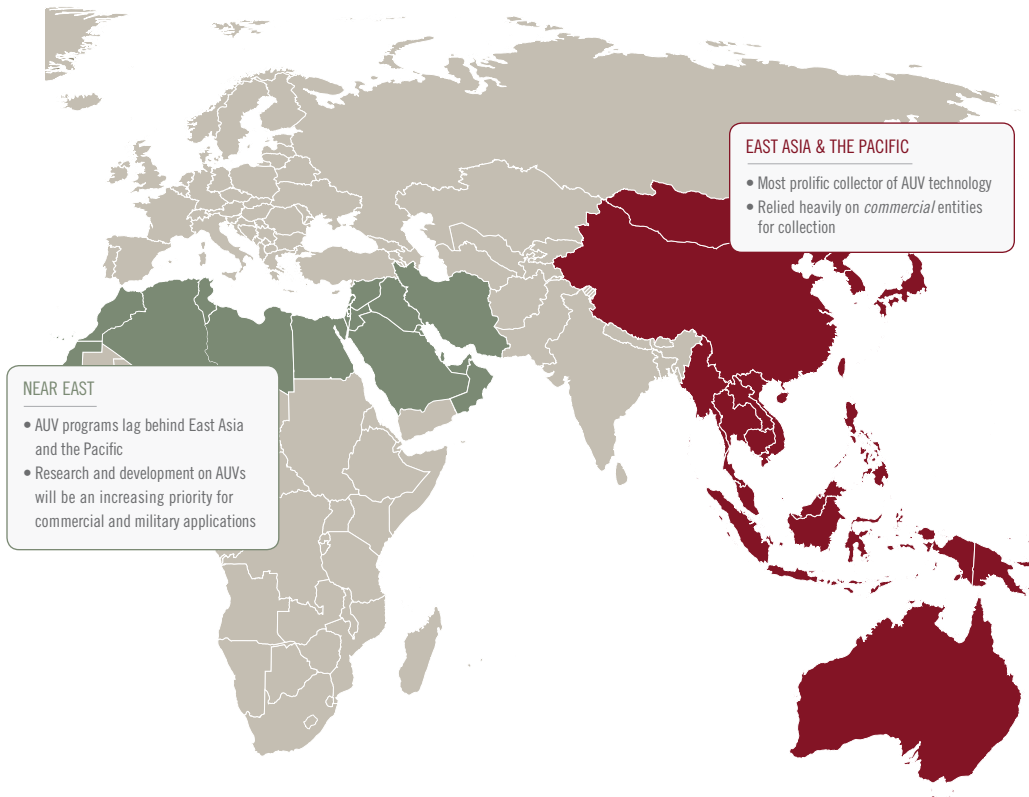 EAST ASIA & THE PACIFIC
• Most prolific collector of AUV technology
• Relied heavily on commercial entities
for collection
NEAR EAST
• AUV programs lag behind East Asia
and the Pacific
• Research and development on AUVs
will be an increasing priority for
commercial and military applications